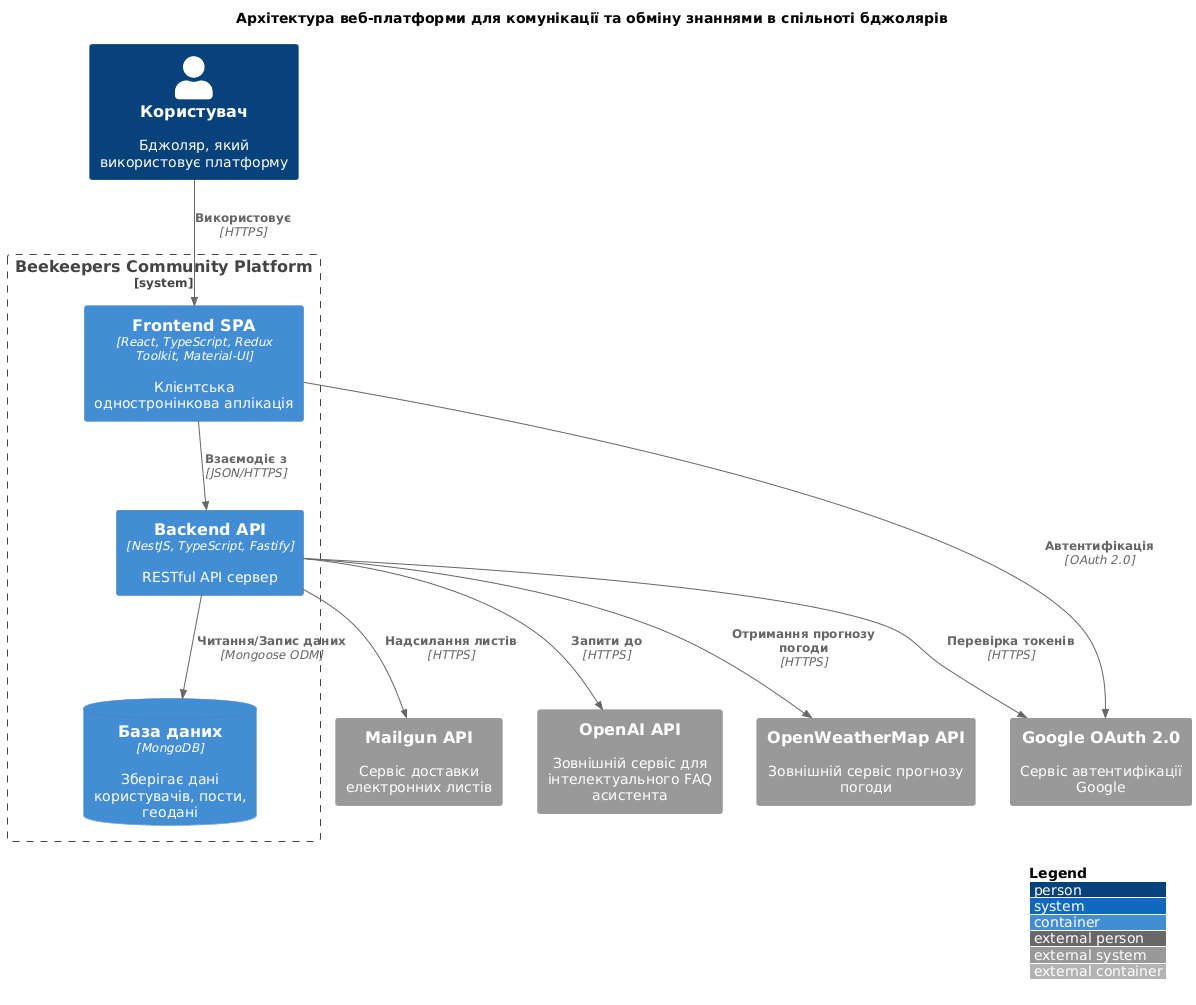 Архітектура веб-платформи для комунікації та обміну знаннями в спільноті бджолярів
Користувач
Бджоляр, який
використовує платформу
Використовує
[HTTPS]
Beekeepers Community Platform
[system]
Frontend SPA
[React, TypeScript, Redux
Toolkit, Material-UI]
Клієнтська
одностронінкова аплікація
Взаємодіє з
[JSON/HTTPS]
Автентифікація
[OAuth 2.0]
Backend API
[NestJS, TypeScript, Fastify]
RESTful API сервер
Читання/Запис даних
[Mongoose ODM]
Надсилання листів
[HTTPS]
Запити до
[HTTPS]
Отримання прогнозу
погоди
[HTTPS]
Перевірка токенів
[HTTPS]
База даних
[MongoDB]
Зберігає дані
користувачів, пости,
геодані
Mailgun API
Сервіс доставки
електронних листів
OpenAI API
Зовнішній сервіс для
інтелектуального FAQ
асистента
OpenWeatherMap API
Зовнішній сервіс прогнозу
погоди
Google OAuth 2.0
Сервіс автентифікації
Google
Legend
person
system
container
external person
external system
external container